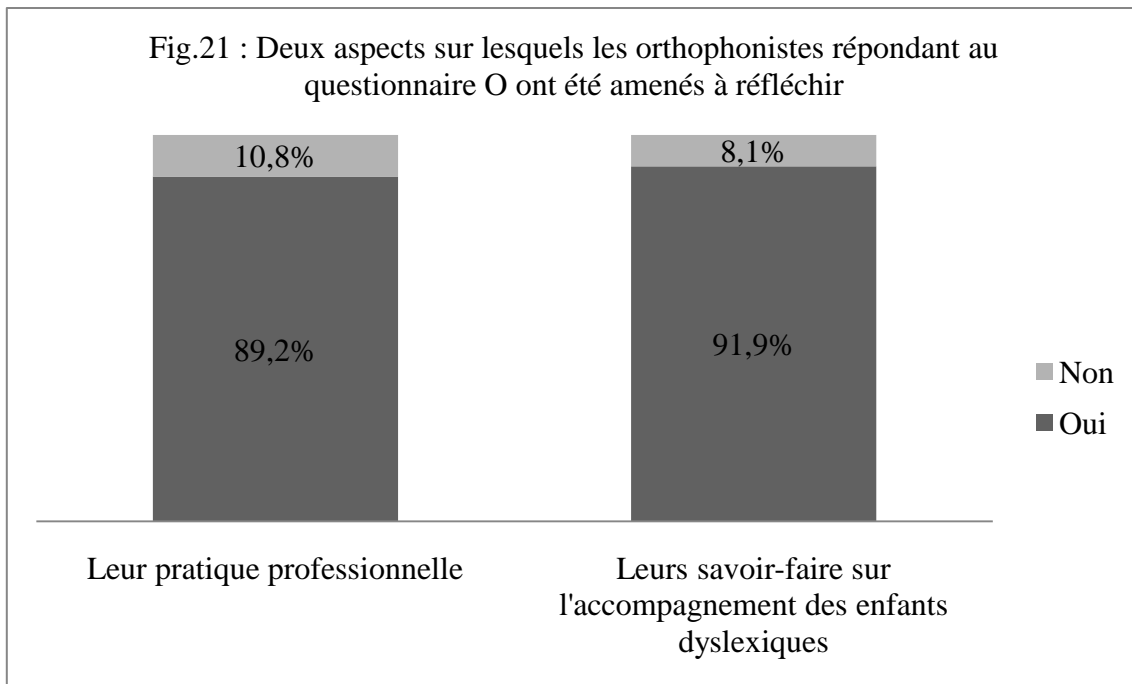 Fig.21 : Deux aspects sur lesquels les orthophonistes répondant au
questionnaire O ont été amenés à réfléchir
10,8%
8,1%
89,2%
91,9%
Non
Oui
Leur pratique professionnelle
Leurs savoir-faire sur
l'accompagnement des enfants
dyslexiques